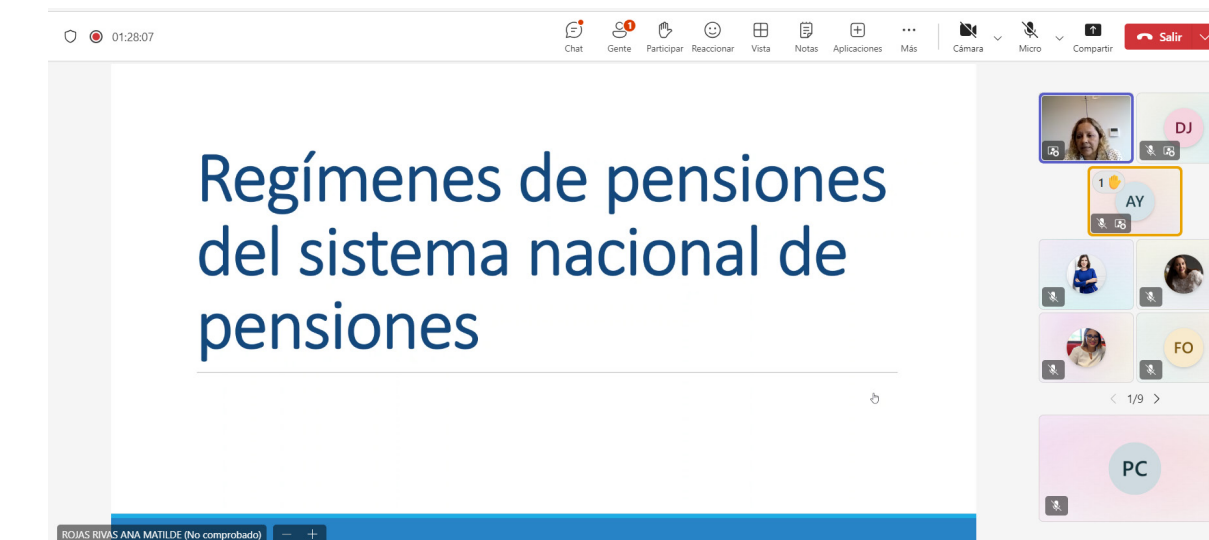 01:28:07
1
Chat
Gente
Participar
Reaccionar
Vista
Notas
Aplicaciones
Más
Cámara
Micro
Compartir
Salir
Regímenes de pensiones
del sistema nacional de
pensiones
DJ
1
AY
FO
1/9
PC
ROJAS RIVAS ANA MATILDE (No comprobado)